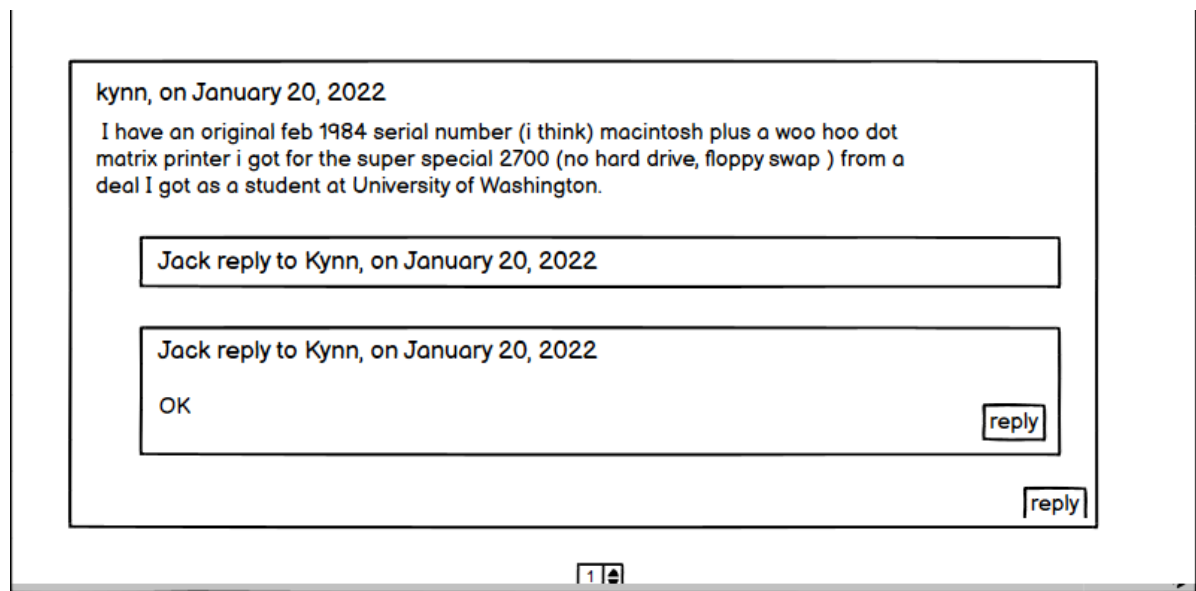 kynn, on January 20, 2022
I have an original feb 1984 serial number (i think) macintosh plus a woo hoo dot
matrix printer i got for the super special 2700 (no hard drive, floppy swap ) from a
deal I got as a student at University of Washington.
Jack reply to Kynn, on January 20, 2022
Jack reply to Kynn, on January 20, 2022
OK
reply
reply
1